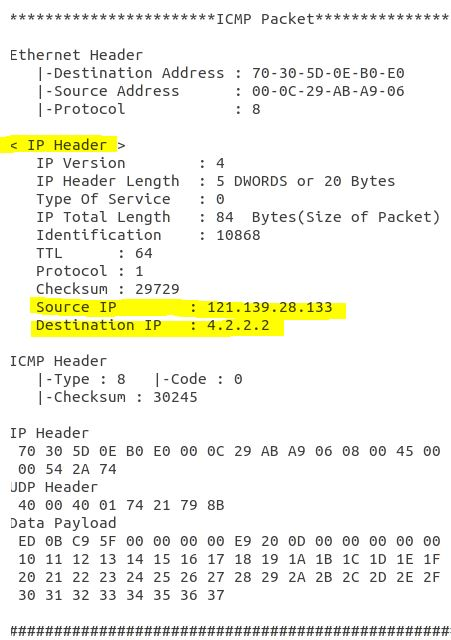 ***********************ICMP Packet***************
Ethernet Header
|-Destination Address : 70-30-5D-0E-B0-E0
|-Source Address : 00-0C-29-AB-A9-06
|-Protocol : 8
< IP Header >
IP Version : 4
IP Header Length : 5 DWORDS or 20 Bytes
Type Of Service : 0
IP Total Length : 84 Bytes(Size of Packet)
Identification : 10868
TTL : 64
Protocol : 1
Checksum : 29729
Source IP : 121.139.28.133
Destination IP : 4.2.2.2
ICMP Header
|-Type : 8 |-Code : 0
|-Checksum : 30245
IP Header
70 30 5D 0E B0 E0 00 0C 29 AB A9 06 08 00 45 00
00 54 2A 74
UDP Header
40 00 40 01 74 21 79 8B
Data Payload
ED 0B C9 5F 00 00 00 00 E9 20 0D 00 00 00 00 00
10 11 12 13 14 15 16 17 18 19 1A 1B 1C 1D 1E 1F
20 21 22 23 24 25 26 27 28 29 2A 2B 2C 2D 2E 2F
30 31 32 33 34 35 36 37
#################################################